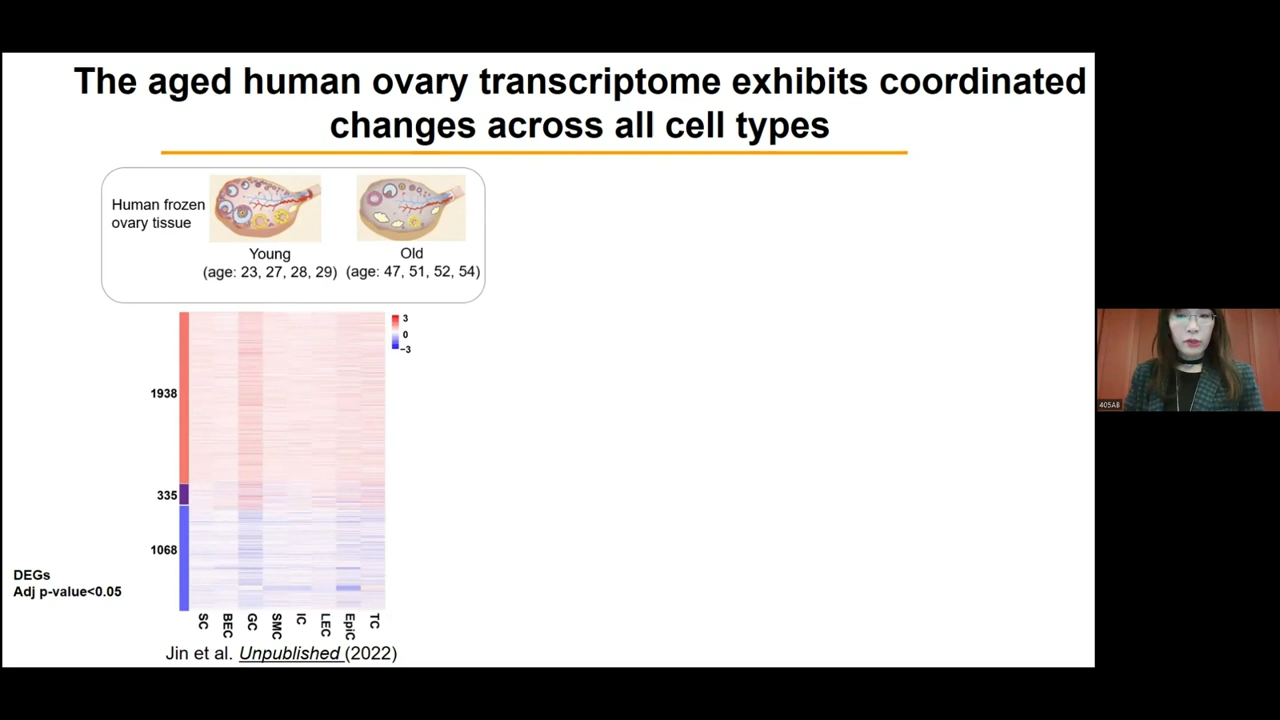 The aged human ovary transcriptome exhibits coordinated
changes across all cell types
Human frozen
ovary tissue
Young
(age: 23, 27, 28, 29)
Old
(age: 47, 51, 52, 54)
3
0
−3
1938
335
1068
DEGs
Adj p-value<0.05
SC
BEC
GC
SMC
IC
LEC
EpiC
TC
Jin et al. Unpublished (2022)
405AB